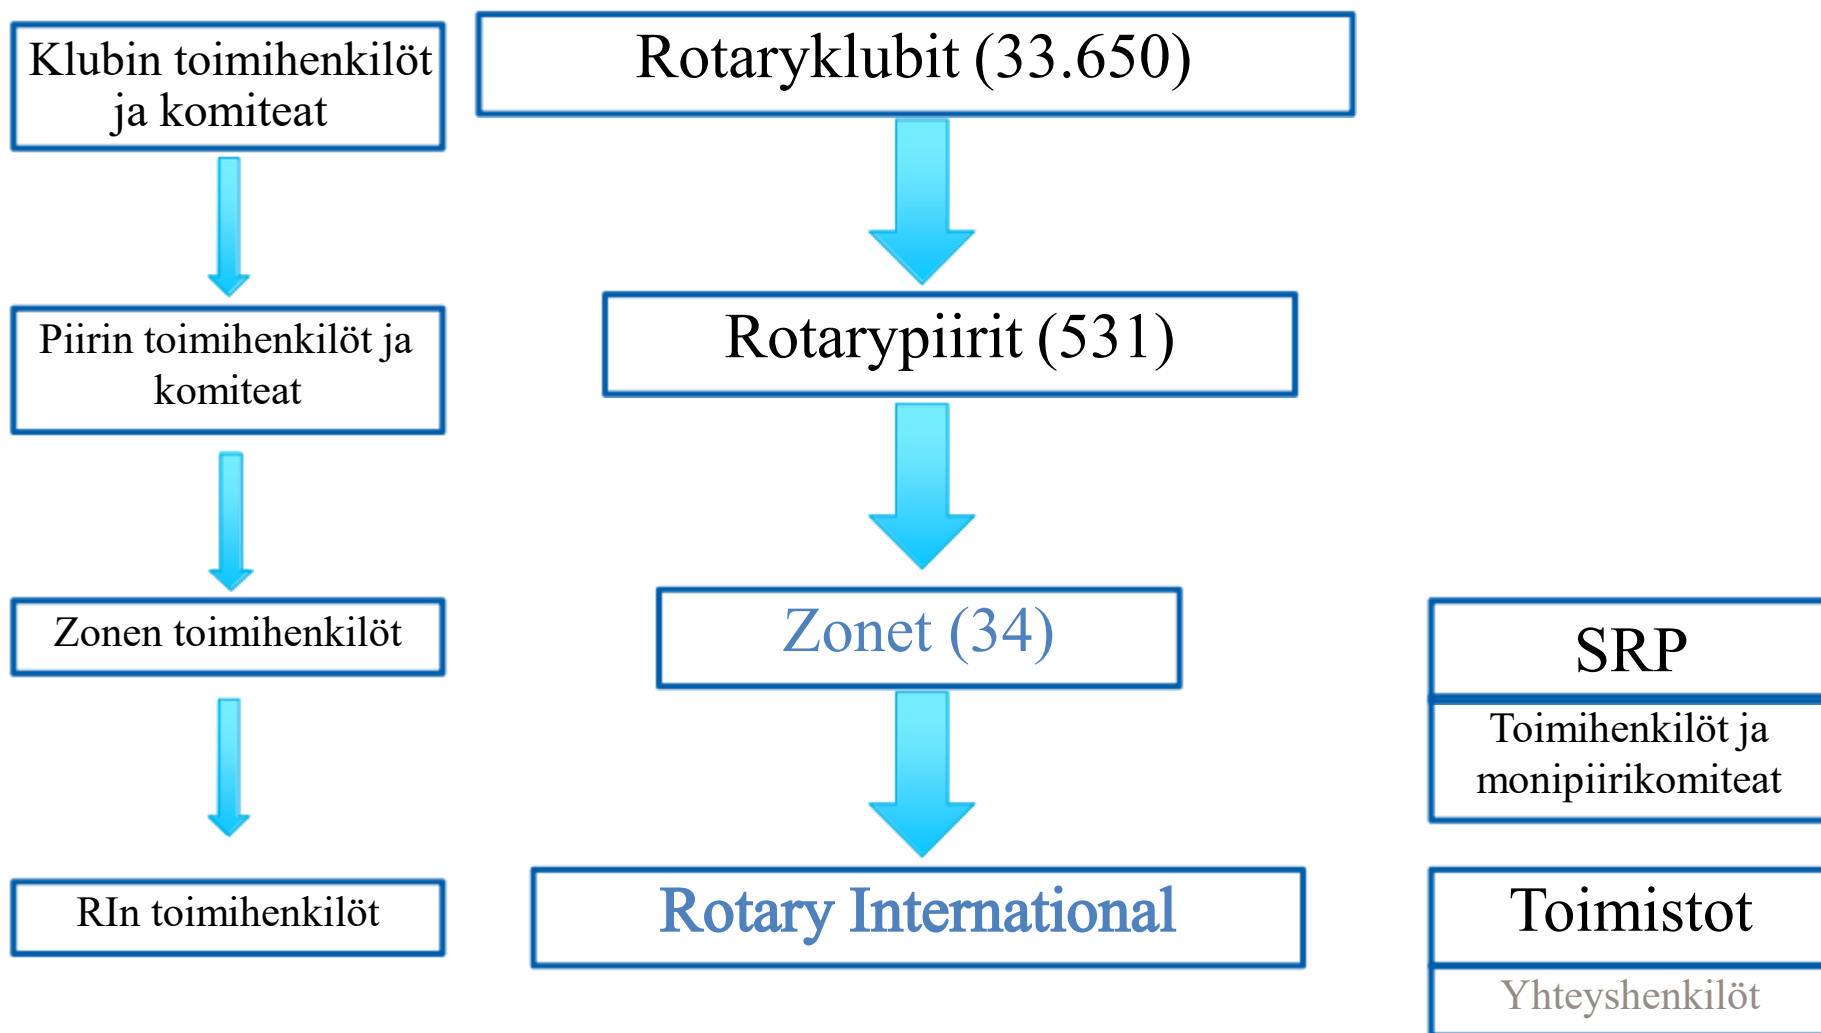 Klubin toimihenkilöt
ja komiteat
Rotaryklubit (33.650)
Piirin toimihenkilöt ja
komiteat
Rotarypiirit (531)
Zonen toimihenkilöt
Zonet (34)
SRP
Toimihenkilöt ja
monipiirikomiteat
RIn toimihenkilöt
Rotary International
Toimistot
Yhteyshenkilöt